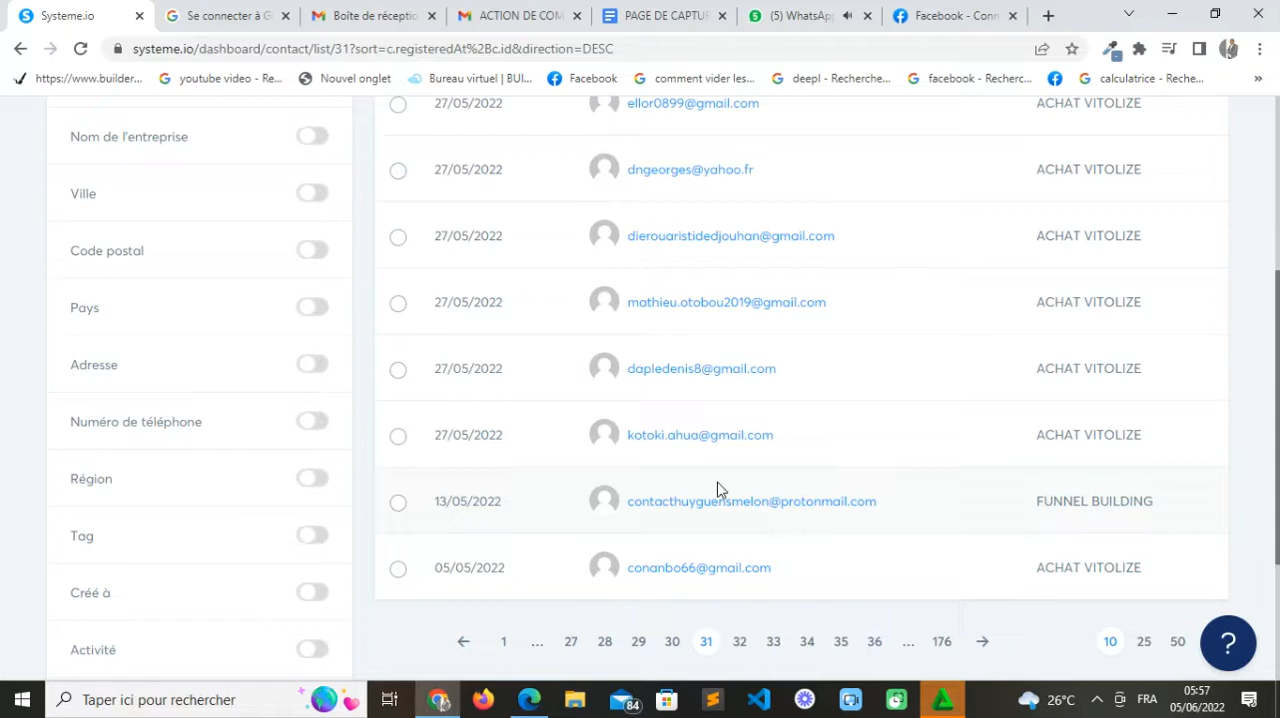 Systeme.io
Se connecter à G
Boîte de réceptio
ACTION DE COM
PAGE DE CAPTU
(5) WhatsApp
Facebook - Conn
systeme.io/dashboard/contact/list/31?sort=c.registeredAt%2Bc.id&direction=DESC
https://www.builder...
youtube video - Re...
Nouvel onglet
Bureau virtuel | BUI...
Facebook
comment vider les...
deepl - Recherche...
facebook - Recherc...
calculatrice - Reche...
»
Nom de l'entreprise
Ville
Code postal
Pays
Adresse
Numéro de téléphone
Région
Tag
Créé à
Activité
27/05/2022 ellor0899@gmail.com ACHAT VITOLIZE
27/05/2022 dngeorges@yahoo.fr ACHAT VITOLIZE
27/05/2022 dierouaristidedjouhan@gmail.com ACHAT VITOLIZE
27/05/2022 mathieu.otobou2019@gmail.com ACHAT VITOLIZE
27/05/2022 dapledenis8@gmail.com ACHAT VITOLIZE
27/05/2022 kotoki.ahua@gmail.com ACHAT VITOLIZE
13/05/2022 contacthuyguensmelon@protonmail.com FUNNEL BUILDING
05/05/2022 conanbo66@gmail.com ACHAT VITOLIZE
← 1 ... 27 28 29 30 31 32 33 34 35 36 ... 176 → 10 25 50
?
Taper ici pour rechercher
84
26°C
FRA
05:57
05/06/2022